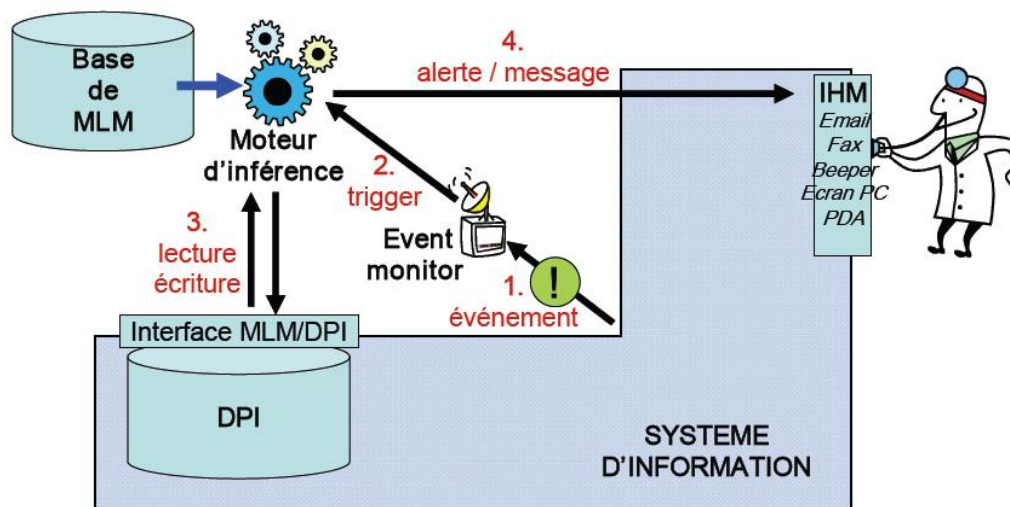 Base
de
MLM
Moteur
d'inférence
4.
alerte / message
IHM
Email
Fax
Beeper
Ecran PC
PDA
2.
trigger
Event
monitor
3.
lecture
écriture
1.
!
événement
Interface MLM/DPI
DPI
SYSTEME
D'INFORMATION